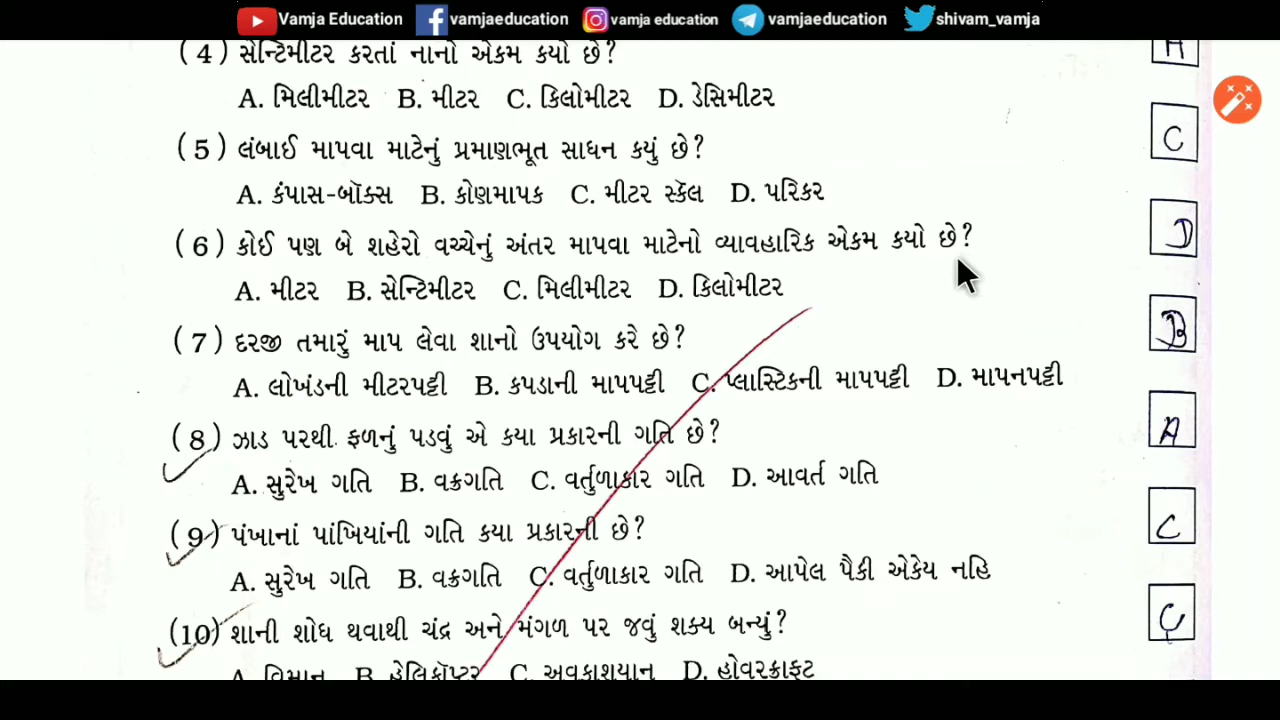 Vamja Education vamjaeducation vamja education vamjaeducation shivam_vamja
(4) સેન્ટિમીટર કરતાં નાનો એકમ કયો છે?
A. મિલીમીટર B. મીટર C. કિલોમીટર D. ડેસિમીટર
A
(5) લંબાઈ માપવા માટેનું પ્રમાણભૂત સાધન કયું છે?
A. કંપાસ-બૉક્સ B. કોણમાપક C. મીટર સ્કેલ D. પરિકર
C
(6) કોઈ પણ બે શહેરો વચ્ચેનું અંતર માપવા માટેનો વ્યાવહારિક એકમ કયો છે?
A. મીટર B. સેન્ટિમીટર C. મિલીમીટર D. કિલોમીટર
D
(7) દરજી તમારું માપ લેવા શાનો ઉપયોગ કરે છે?
A. લોખંડની મીટરપટ્ટી B. કપડાની માપપટ્ટી C. પ્લાસ્ટિકની માપપટ્ટી D. માપનપટ્ટી
B
(8) ઝાડ પરથી ફળનું પડવું એ કયા પ્રકારની ગતિ છે?
A. સુરેખ ગતિ B. વક્રગતિ C. વર્તુળાકાર ગતિ D. આવર્ત ગતિ
A
(9) પંખાનાં પાંખિયાંની ગતિ કયા પ્રકારની છે?
A. સુરેખ ગતિ B. વક્રગતિ C. વર્તુળાકાર ગતિ D. આપેલ પૈકી એકેય નહિ
C
(10) શાની શોધ થવાથી ચંદ્ર અને મંગળ પર જવું શક્ય બન્યું?
A. વિમાન B. હેલિકૉપ્ટર C. અવકાશયાન D. હોવરક્રાફ્ટ
C